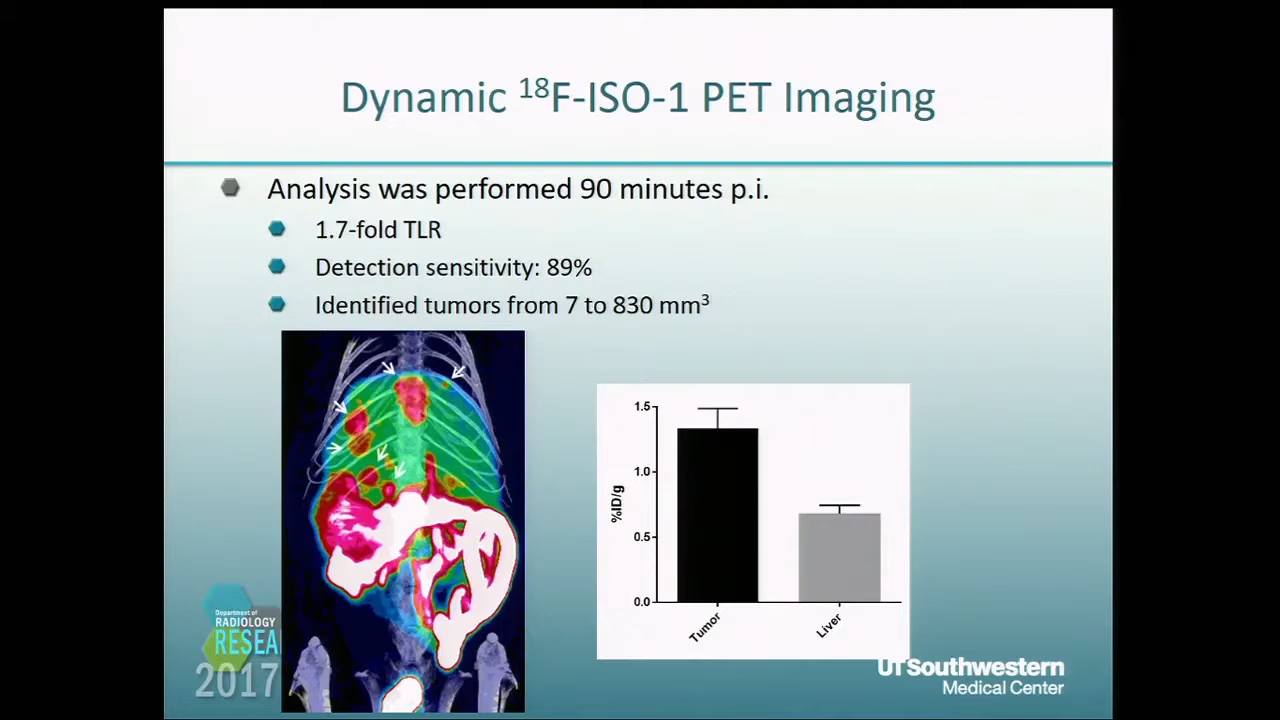 Dynamic ¹⁸F-ISO-1 PET Imaging
Analysis was performed 90 minutes p.i.
1.7-fold TLR
Detection sensitivity: 89%
Identified tumors from 7 to 830 mm³
1.5
1.0
0.5
0.0
%ID/g
Tumor
Liver
Department of
RADIOLOGY
RESEA
2017
UTSouthwestern
Medical Center